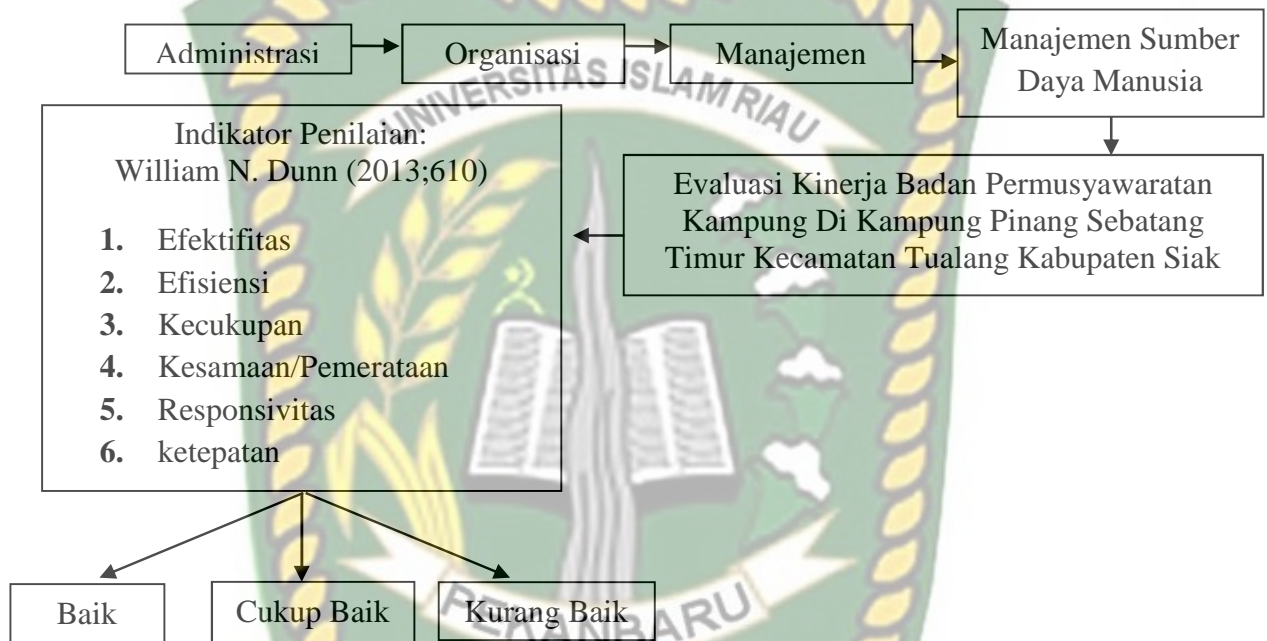 Administrasi
Organisasi
Manajemen
Manajemen Sumber
Daya Manusia
UNIVERSITAS ISLAM RIAU
Indikator Penilaian:
William N. Dunn (2013;610)
1. Efektifitas
2. Efisiensi
3. Kecukupan
4. Kesamaan/Pemerataan
5. Responsivitas
6. ketepatan
Evaluasi Kinerja Badan Permusyawaratan
Kampung Di Kampung Pinang Sebatang
Timur Kecamatan Tualang Kabupaten Siak
Baik
Cukup Baik
Kurang Baik
PEKANBARU